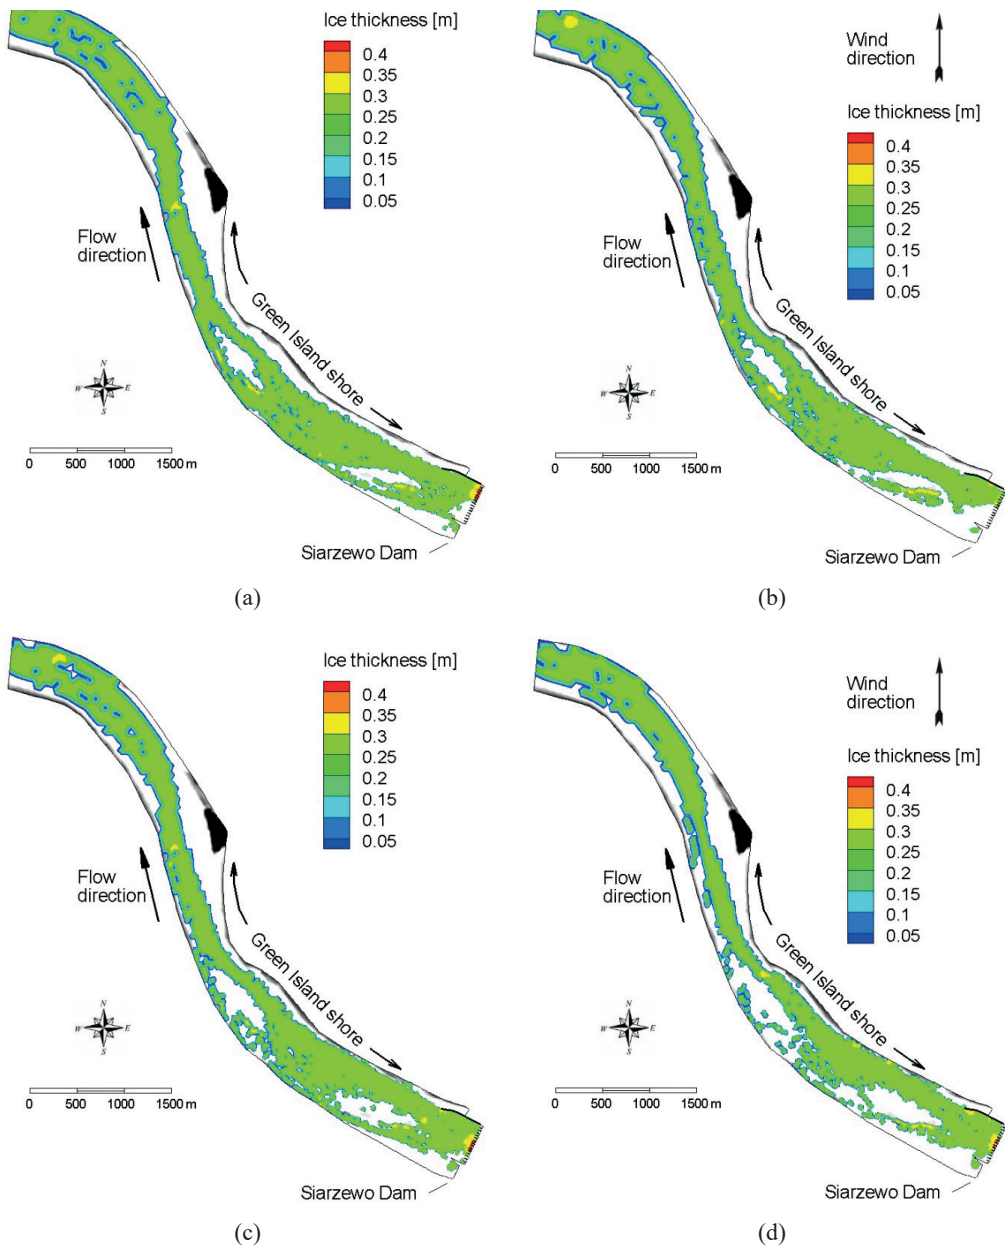 Ice thickness [m]
0.4
0.35
0.3
0.25
0.2
0.15
0.1
0.05
Flow
direction
Green Island shore
N
W E
S
0 500 1000 1500 m
Siarzewo Dam
(a)
Wind
direction
Ice thickness [m]
0.4
0.35
0.3
0.25
0.2
0.15
0.1
0.05
Flow
direction
Green Island shore
N
W E
S
0 500 1000 1500 m
Siarzewo Dam
(b)
Ice thickness [m]
0.4
0.35
0.3
0.25
0.2
0.15
0.1
0.05
Flow
direction
Green Island shore
N
W E
S
0 500 1000 1500 m
Siarzewo Dam
(c)
Wind
direction
Ice thickness [m]
0.4
0.35
0.3
0.25
0.2
0.15
0.1
0.05
Flow
direction
Green Island shore
N
W E
S
0 500 1000 1500 m
Siarzewo Dam
(d)